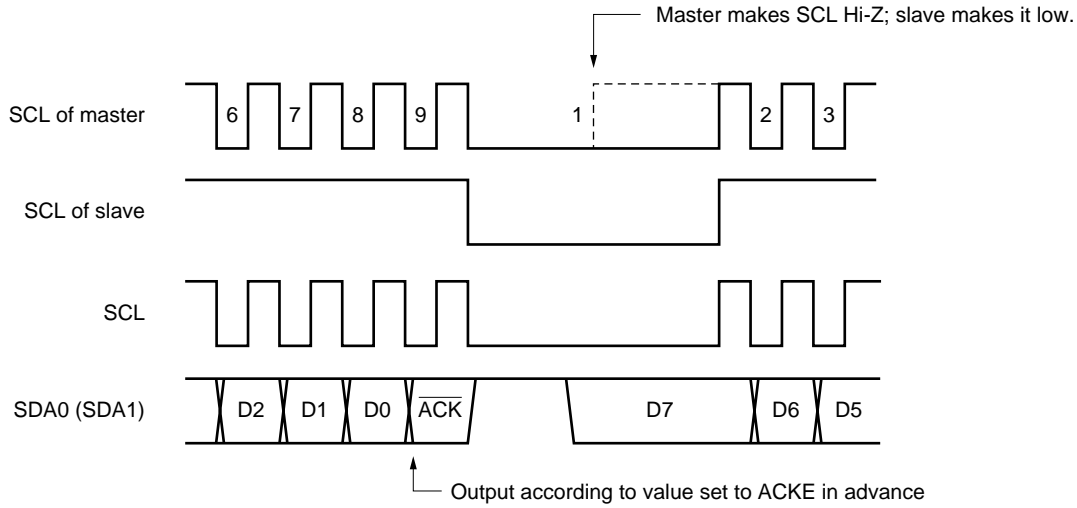 Master makes SCL Hi-Z; slave makes it low.
SCL of master
6 7 8 9 1 2 3
SCL of slave
SCL
SDA0 (SDA1)
D2 D1 D0 ACK D7 D6 D5
Output according to value set to ACKE in advance